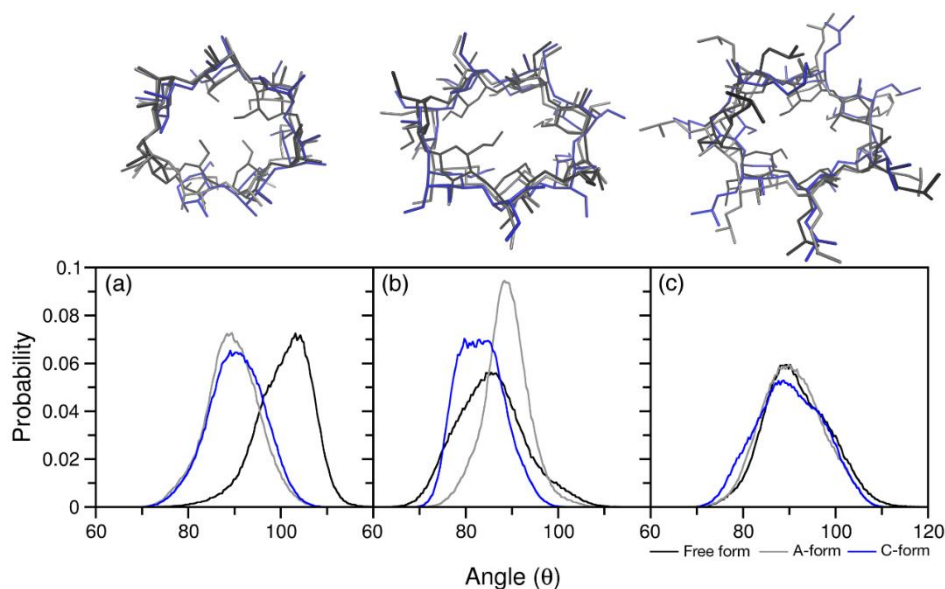 0.1
(a)
(b)
(c)
0.08
0.06
0.04
0.02
0
Probability
60 80 100 60 80 100 60 80 100 120
Free form A-form C-form
Angle (θ)